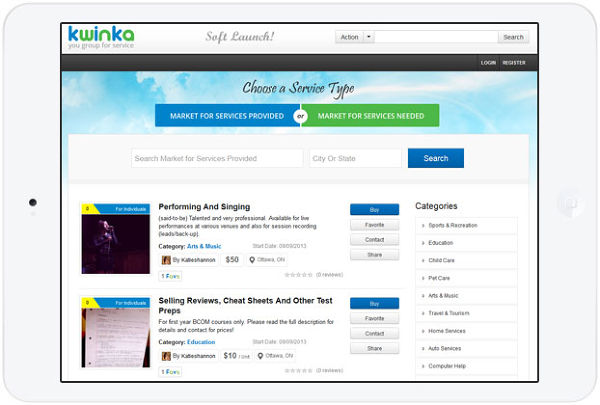 kwinka
you group for service
Soft Launch!
Action
Search
LOGIN REGISTER
Choose a Service Type
MARKET FOR SERVICES PROVIDED or MARKET FOR SERVICES NEEDED
Search Market for Services Provided
City Or State
Search
0 For Individuals
Performing And Singing
(said-to-be) Talented and very professional. Available for live
performances at various venues and also for session recording
(leads/back-up).
Category: Arts & Music Start Date: 09/09/2013
By Katieshannon $50 Ottawa, ON
(0 reviews)
Buy
Favorite
Contact
Share
0 For Individuals
Selling Reviews, Cheat Sheets And Other Test
Preps
For first year BCOM courses only. Please read the full description for
details and contact for prices!
Category: Education Start Date: 09/09/2013
By Katieshannon $10 / Unit Ottawa, ON
(0 reviews)
Buy
Favorite
Contact
Share
Categories
Sports & Recreation
Education
Child Care
Pet Care
Arts & Music
Travel & Tourism
Home Services
Auto Services
Computer Help